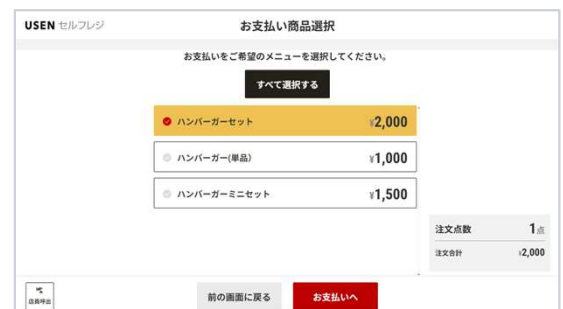 USEN セルフレジ
お支払い商品選択
お支払いをご希望のメニューを選択してください。
すべて選択する
ハンバーガーセット ¥2,000
ハンバーガー(単品) ¥1,000
ハンバーガーミニセット ¥1,500
注文点数 1点
注文合計 ¥2,000
店員呼出
前の画面に戻る
お支払いへ